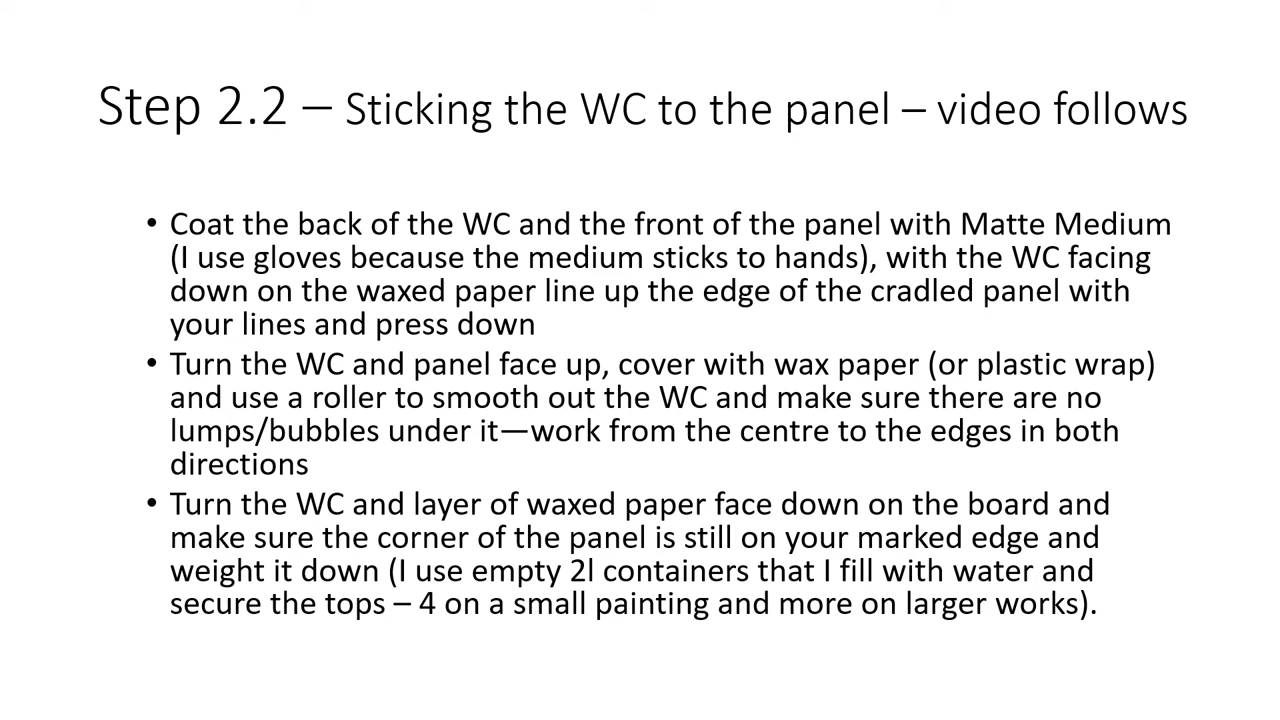 Step 2.2 – Sticking the WC to the panel – video follows
• Coat the back of the WC and the front of the panel with Matte Medium
(I use gloves because the medium sticks to hands), with the WC facing
down on the waxed paper line up the edge of the cradled panel with
your lines and press down
• Turn the WC and panel face up, cover with wax paper (or plastic wrap)
and use a roller to smooth out the WC and make sure there are no
lumps/bubbles under it—work from the centre to the edges in both
directions
• Turn the WC and layer of waxed paper face down on the board and
make sure the corner of the panel is still on your marked edge and
weight it down (I use empty 2l containers that I fill with water and
secure the tops – 4 on a small painting and more on larger works).